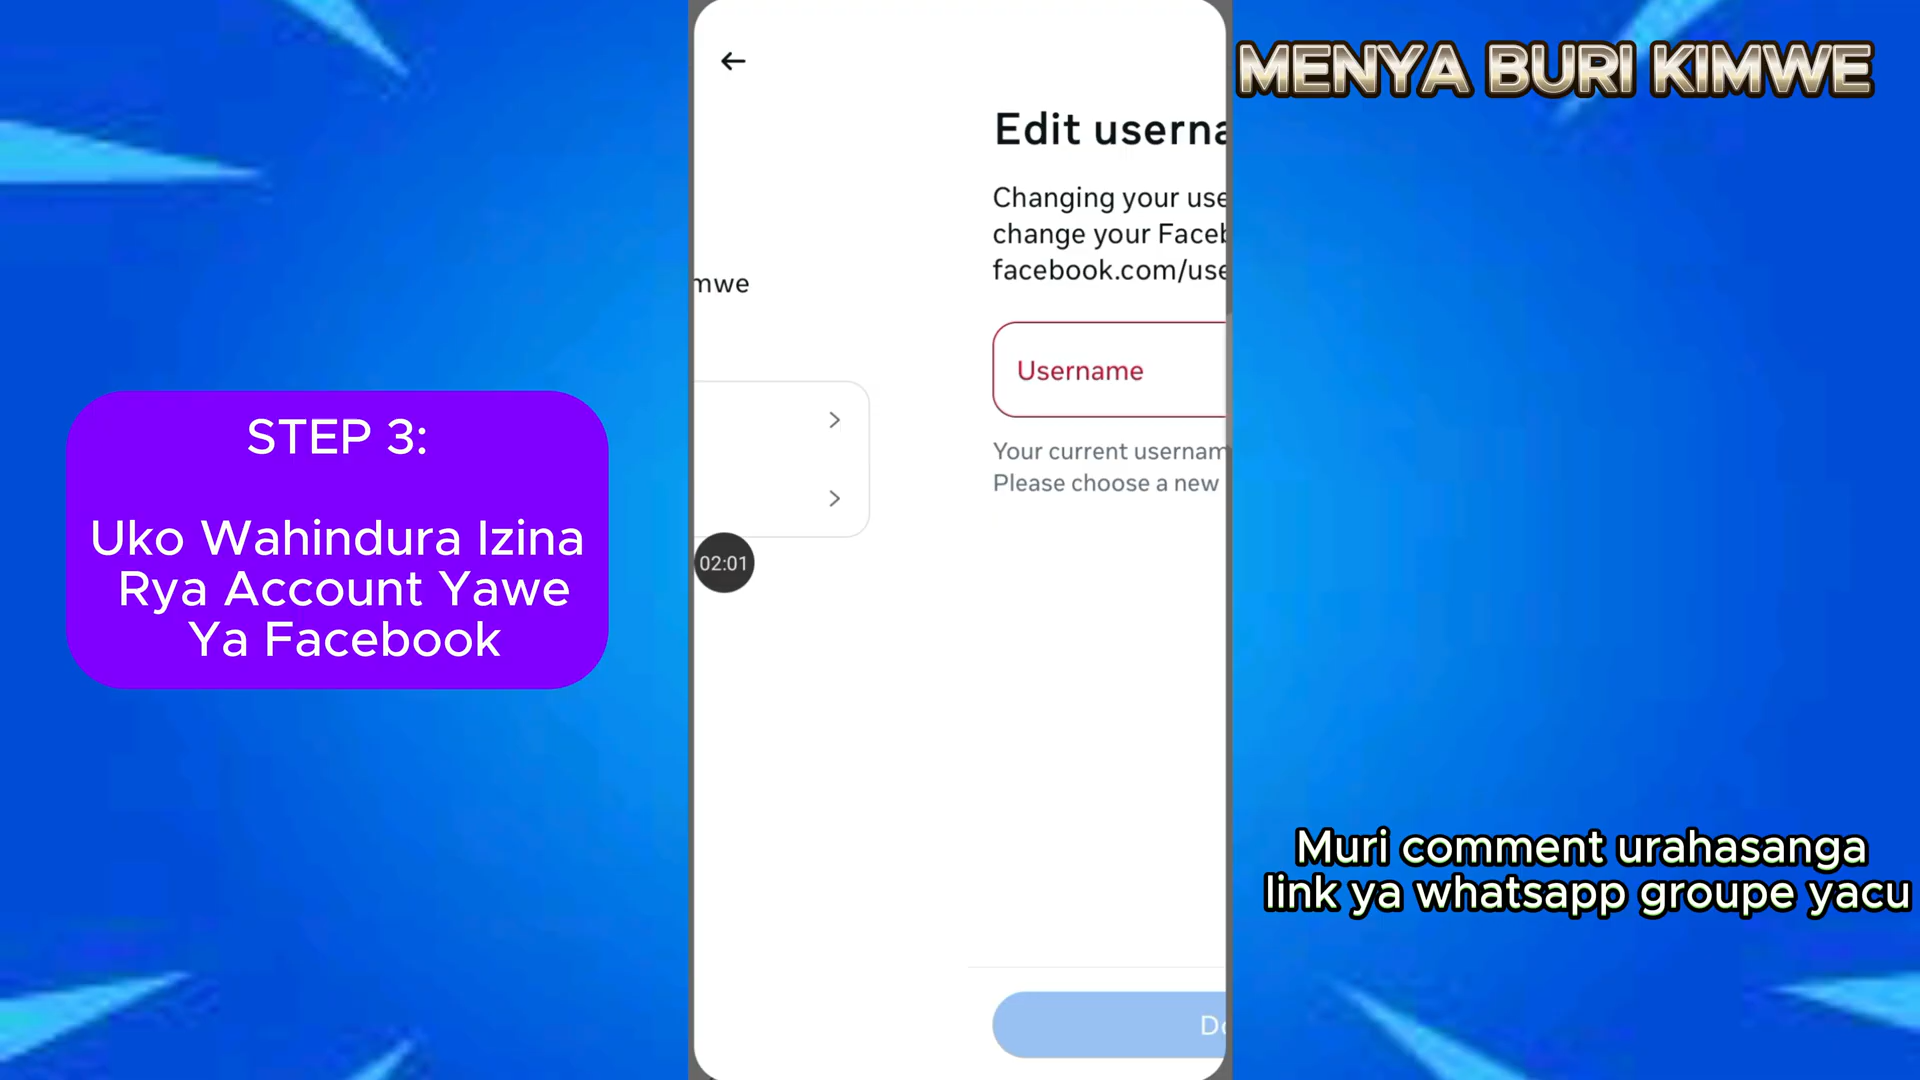 MENYA BURI KIMWE
Edit userna
Changing your use
change your Faceb
facebook.com/use
mwe
Username
Your current usernam
Please choose a new
STEP 3:
Uko Wahindura Izina
Rya Account Yawe
Ya Facebook
02:01
Muri comment urahasanga
link ya whatsapp groupe yacu
Do